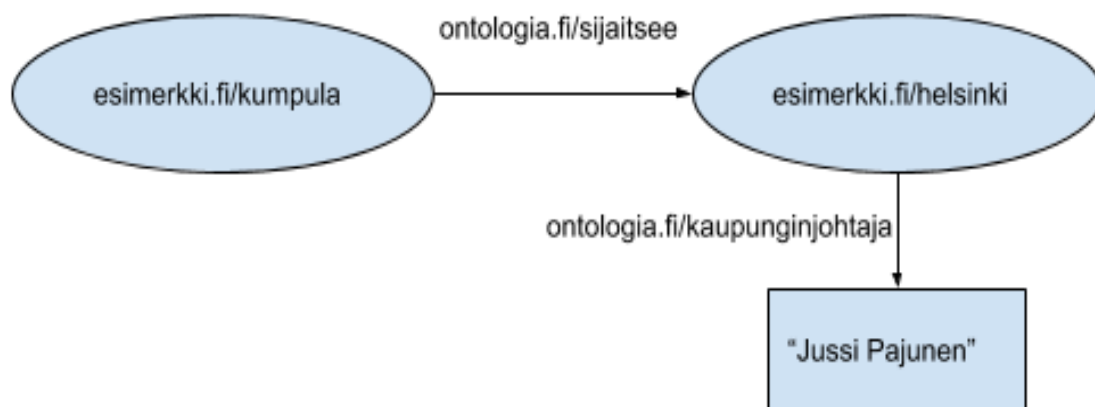 ontologia.fi/sijaitsee
esimerkki.fi/kumpula
esimerkki.fi/helsinki
ontologia.fi/kaupunginjohtaja
“Jussi Pajunen”